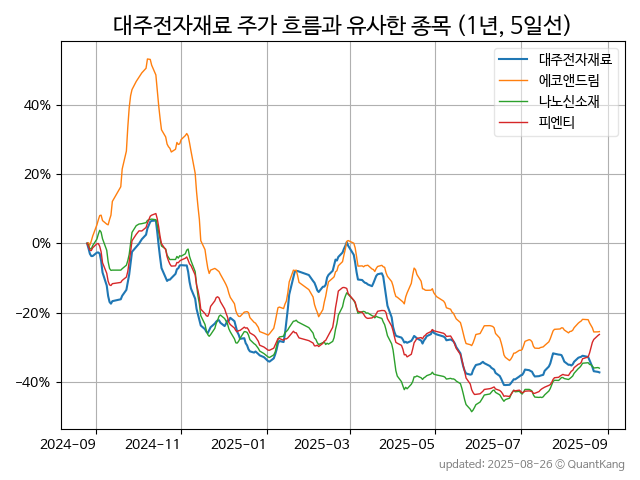 대주전자재료 주가 흐름과 유사한 종목 (1년, 5일선)
대주전자재료
에코앤드림
나노신소재
피엔티
40%
20%
0%
−20%
−40%
2024-09 2024-11 2025-01 2025-03 2025-05 2025-07 2025-09
updated: 2025-08-26 © QuantKang